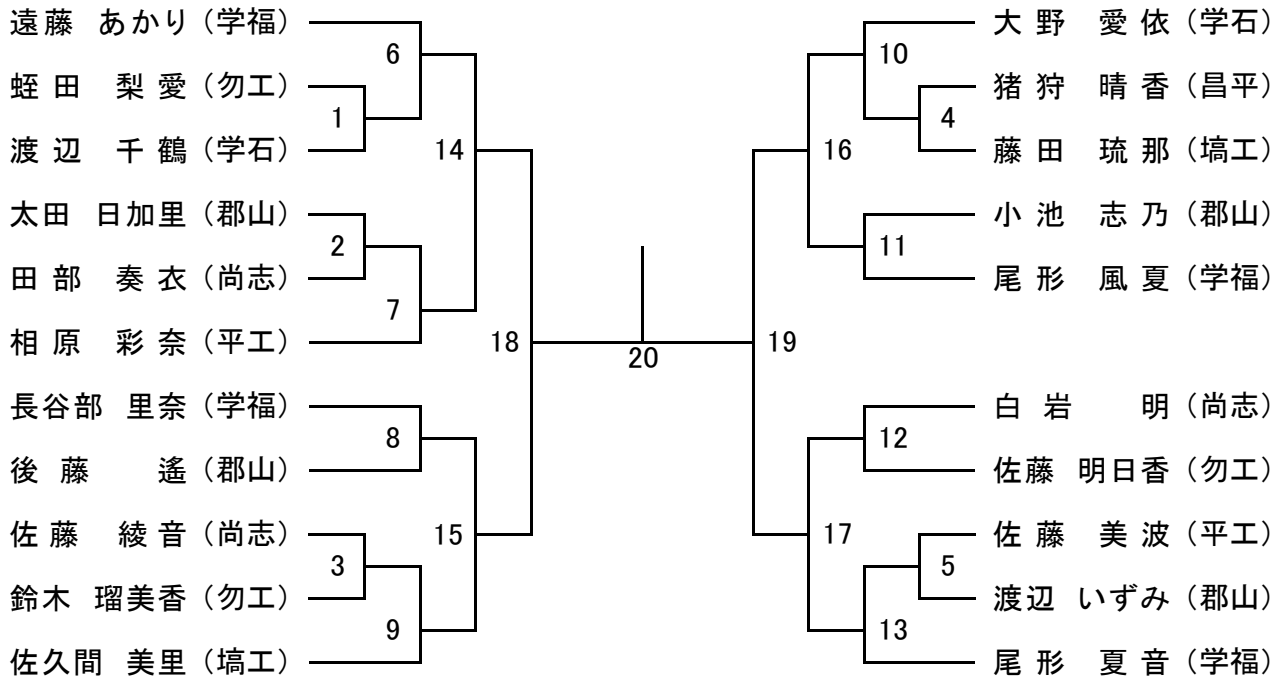 遠藤 あかり（学福）
6
蛭田 梨愛（勿工）
1
渡辺 千鶴（学石）
14
太田 日加里（郡山）
2
田部 奏衣（尚志）
7
相原 彩奈（平工）
18
長谷部 里奈（学福）
8
後藤 遙（郡山）
佐藤 綾音（尚志）
15
3
鈴木 瑠美香（勿工）
9
佐久間 美里（塙工）
20
大野 愛依（学石）
10
猪狩 晴香（昌平）
4
藤田 琉那（塙工）
16
小池 志乃（郡山）
11
尾形 風夏（学福）
19
白岩 明（尚志）
12
佐藤 明日香（勿工）
佐藤 美波（平工）
17
5
渡辺 いずみ（郡山）
13
尾形 夏音（学福）